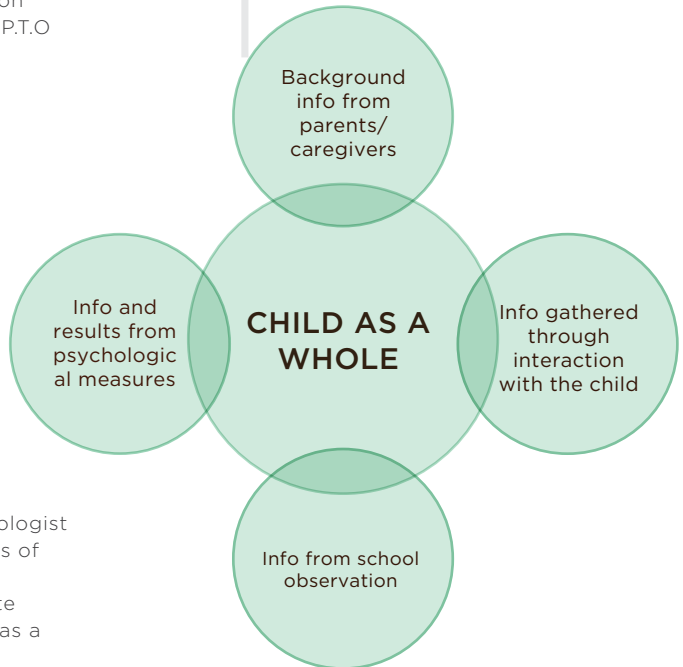 on
P.T.O
Background
info from
parents/
caregivers
Info and
results from
psychologic
al measures
CHILD AS A
WHOLE
Info gathered
through
interaction
with the child
Info from school
observation
ologist
s of
te
as a